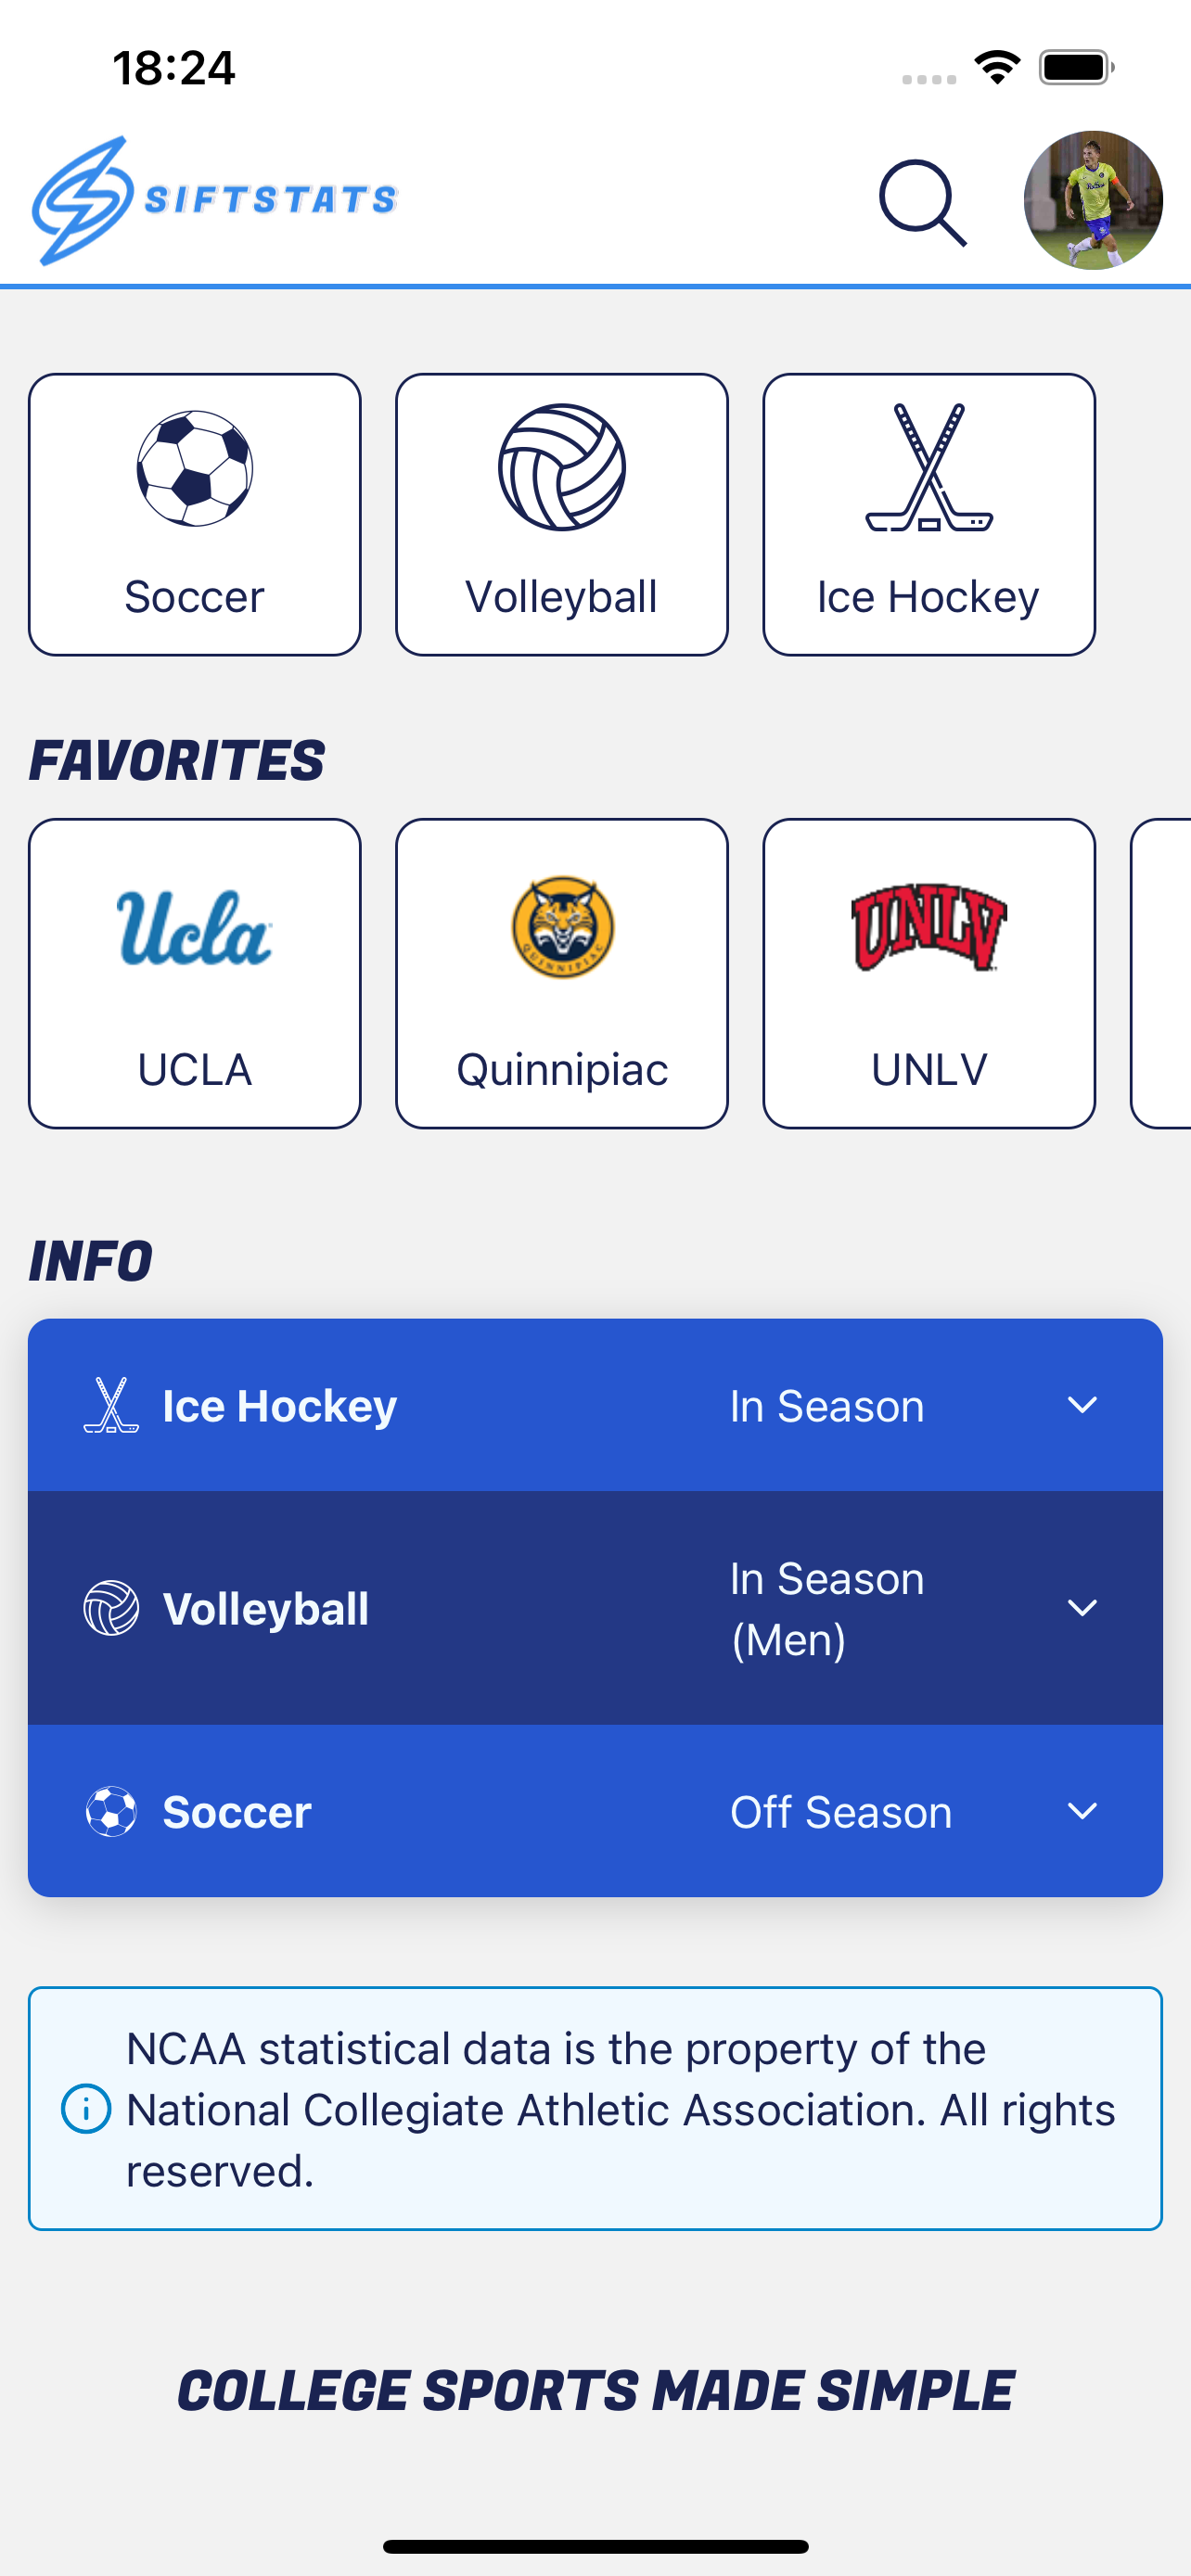 18:24
SIFTSTATS
Soccer
Volleyball
Ice Hockey
FAVORITES
Ucla
QUINNIPIAC
UNLV
UCLA
Quinnipiac
UNLV
INFO
Ice Hockey
In Season
Volleyball
In Season
(Men)
Soccer
Off Season
NCAA statistical data is the property of the
National Collegiate Athletic Association. All rights
reserved.
COLLEGE SPORTS MADE SIMPLE